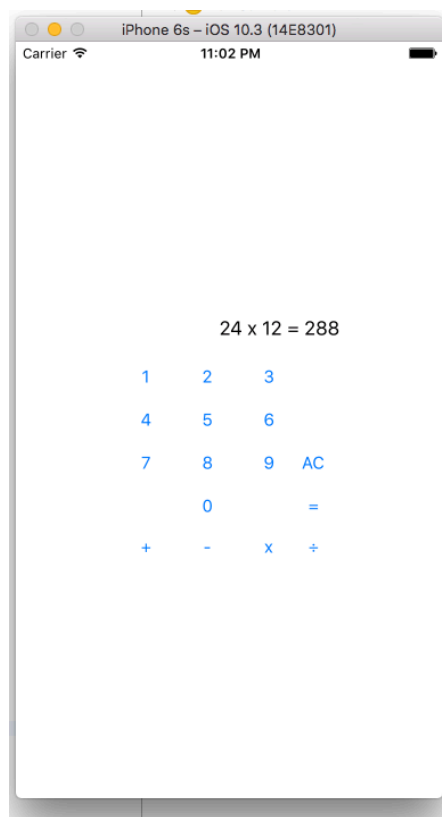 iPhone 6s – iOS 10.3 (14E8301)
Carrier 11:02 PM
24 x 12 = 288
1 2 3
4 5 6
7 8 9 AC
0 =
+ - x ÷